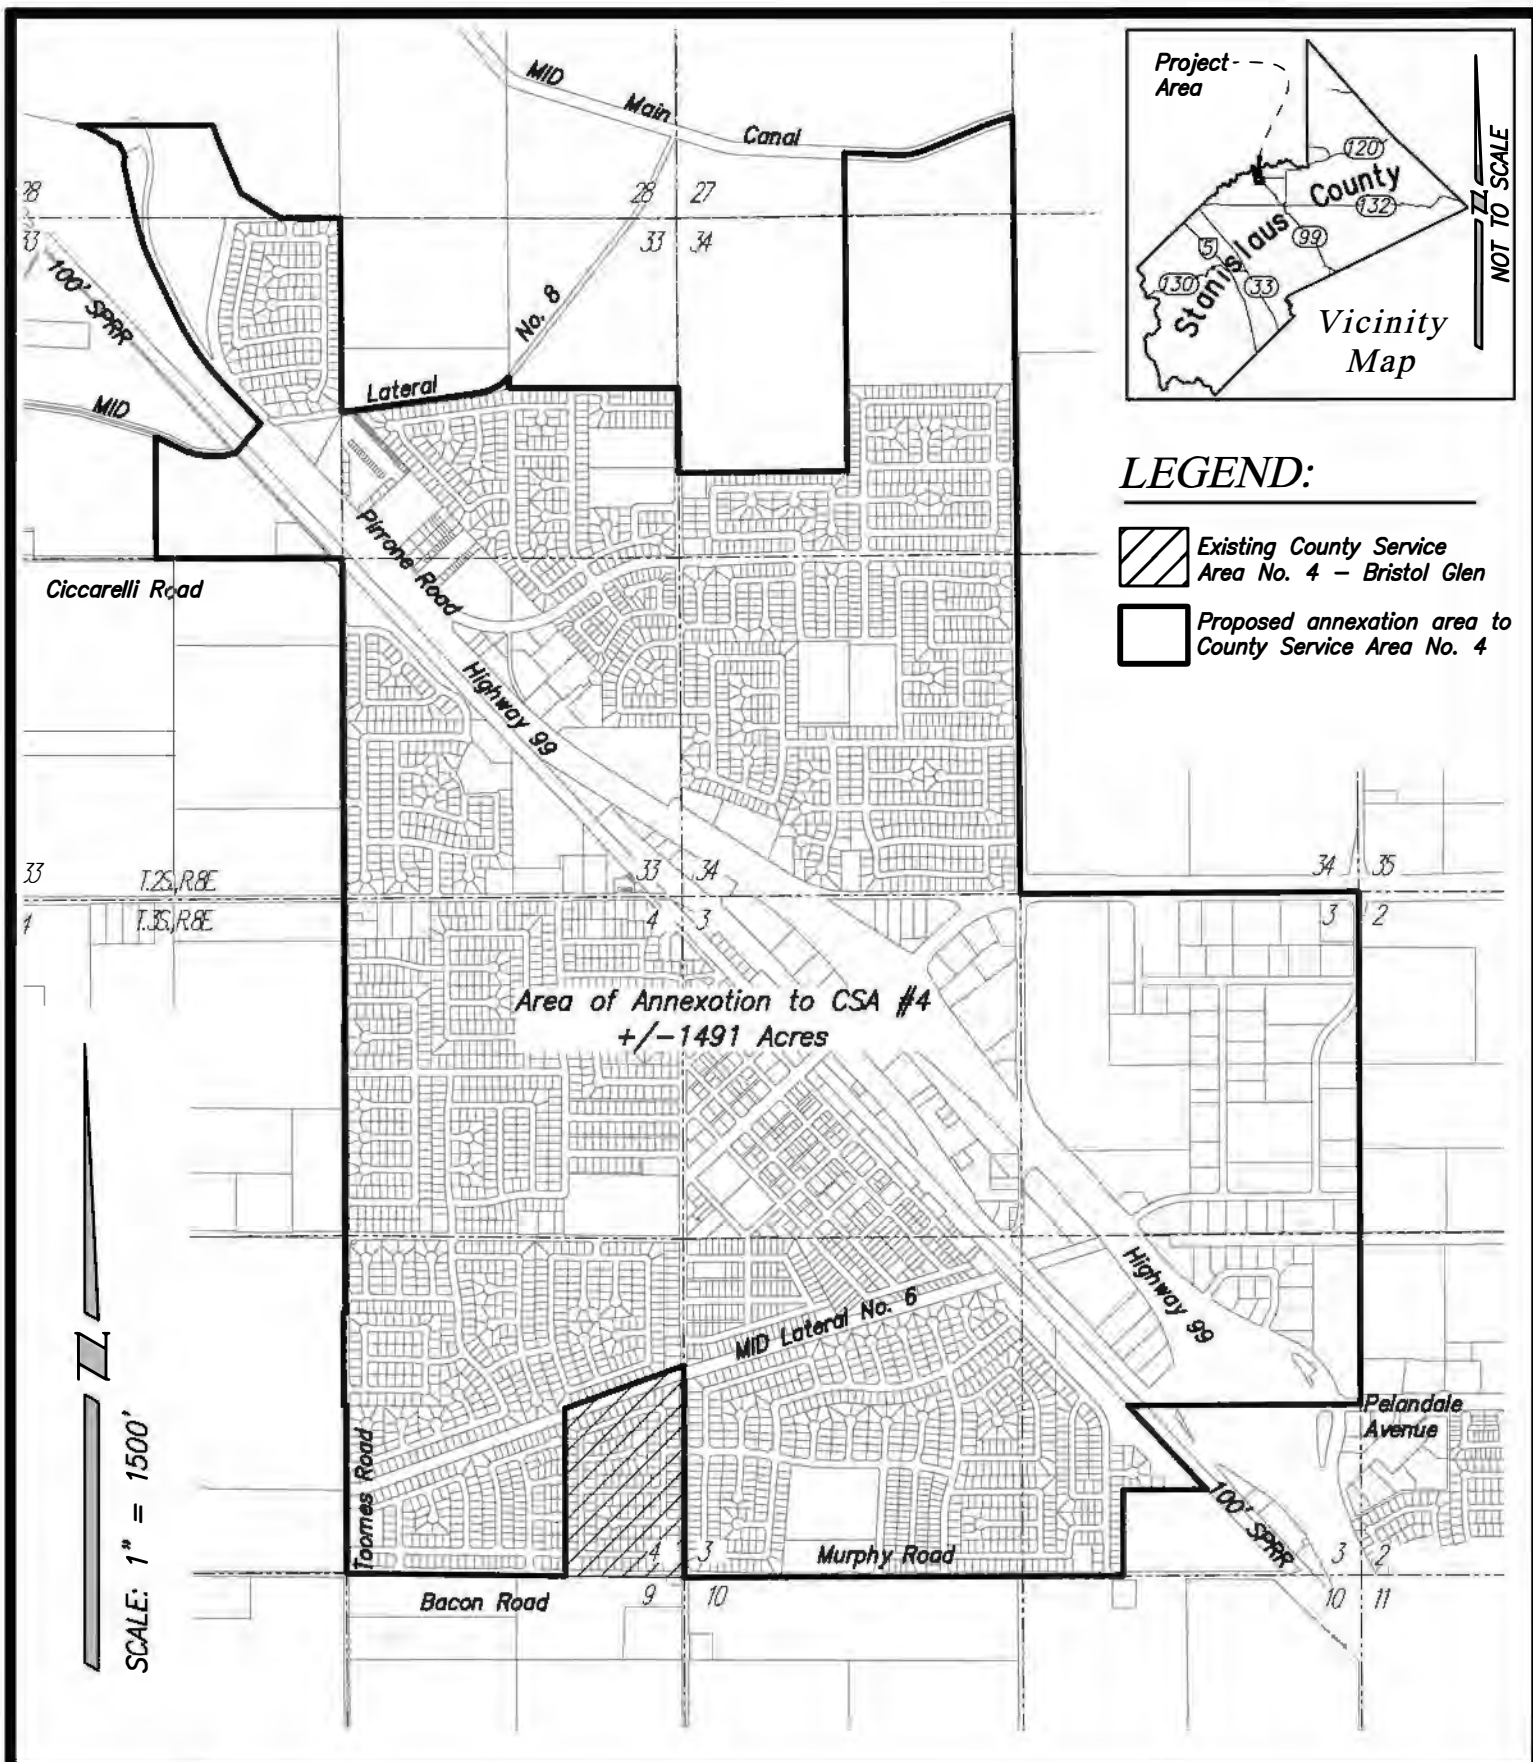 MID
Main
Canal
Project
Area
120
County
132
Stanislaus
99
5
130
33
Vicinity
Map
NOT TO SCALE
28
33
28
27
33
34
100' SPRR
No. 8
Lateral
MID
LEGEND:
Existing County Service
Area No. 4 – Bristol Glen
Proposed annexation area to
County Service Area No. 4
Ciccarelli Road
Pirrone Road
Highway 99
33
T.2S.,R.8E
4
T.3S.,R.8E
33
34
4
3
34
35
3
2
Area of Annexotion to CSA #4
+/–1491 Acres
Highway 99
MID Lateral No. 6
Pelandale
Avenue
SCALE: 1" = 1500'
Toomes Road
100' SPRR
4
3
Murphy Road
3
2
Bacon Road
9
10
10
11